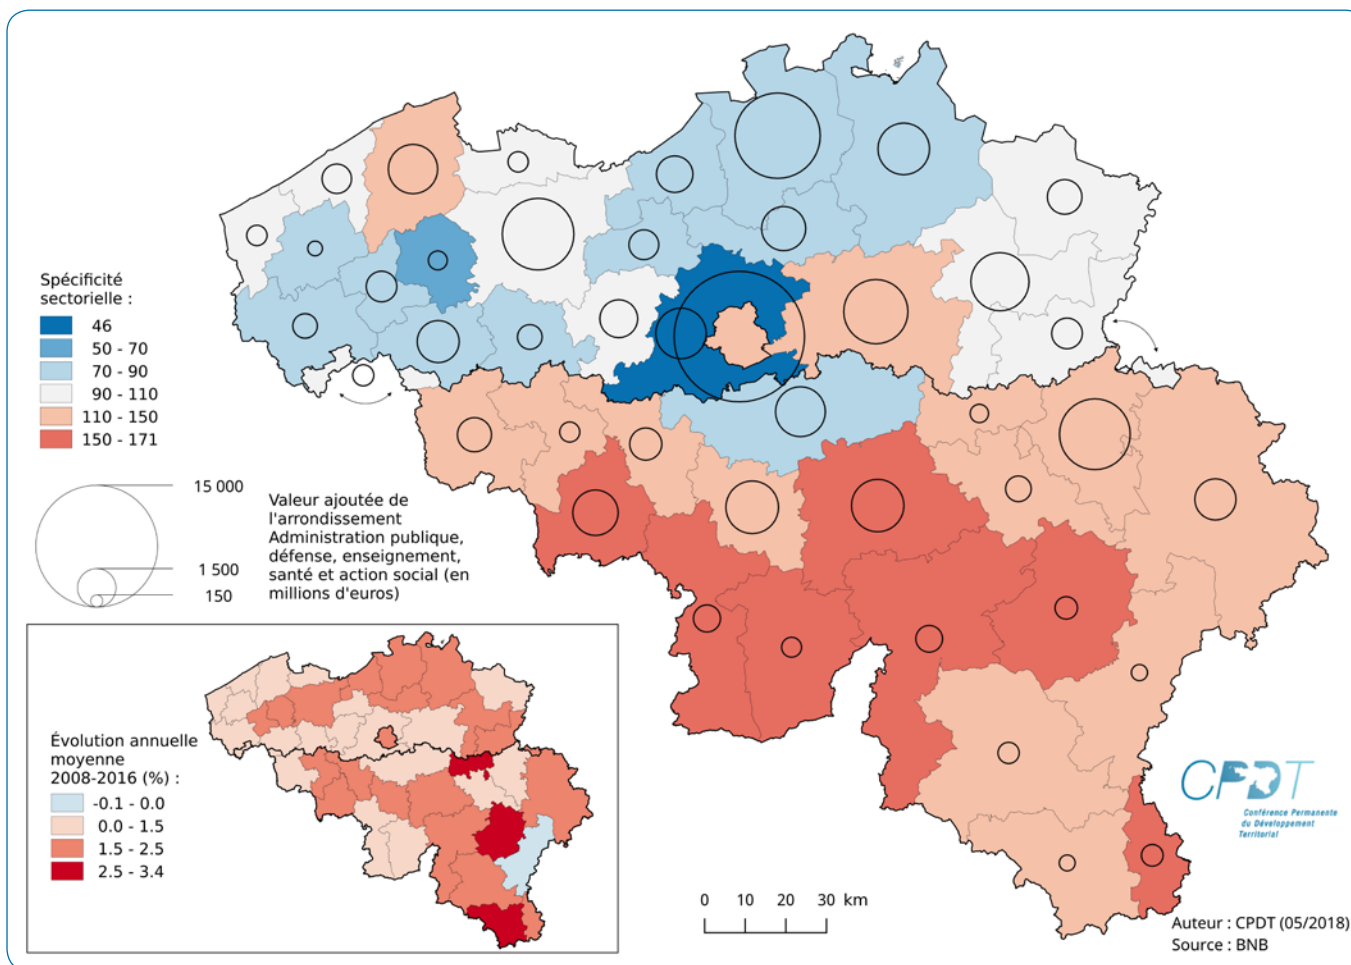 Spécificité
sectorielle :
46
50 - 70
70 - 90
90 - 110
110 - 150
150 - 171
15 000
1 500
150
Valeur ajoutée de
l'arrondissement
Administration publique,
défense, enseignement,
santé et action social (en
millions d'euros)
Évolution annuelle
moyenne
2008-2016 (%) :
-0.1 - 0.0
0.0 - 1.5
1.5 - 2.5
2.5 - 3.4
0 10 20 30 km
CPDT
Conférence Permanente
du Développement
Territorial
Auteur : CPDT (05/2018)
Source : BNB